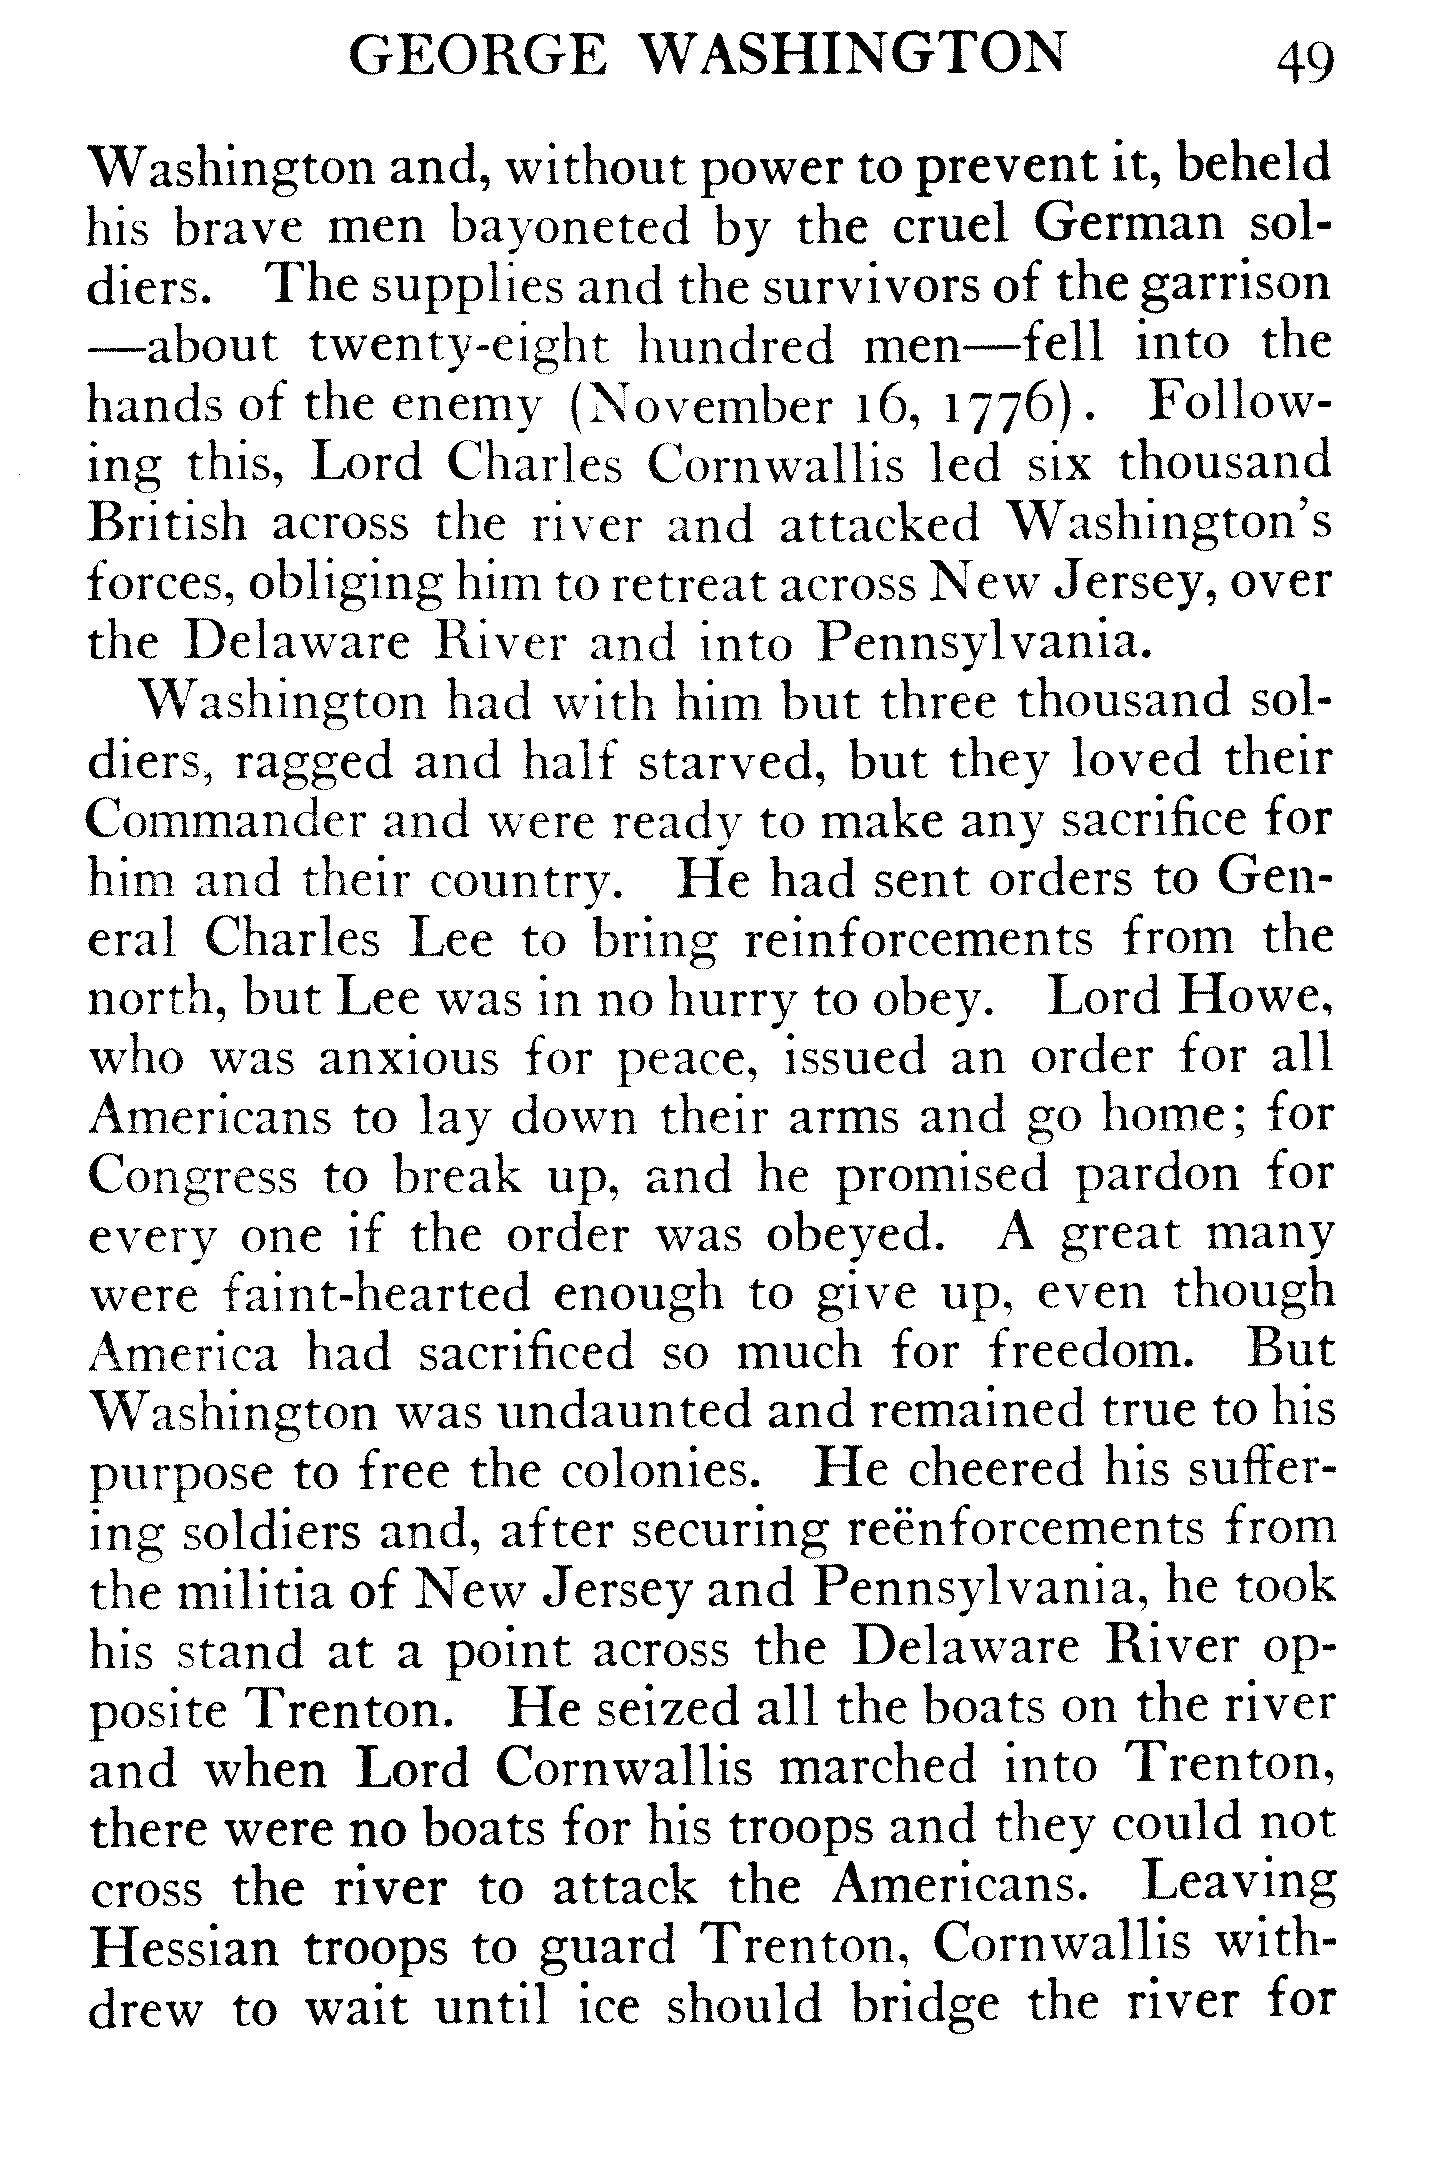 GEORGE WASHINGTON 49
Washington and, without power to prevent it, beheld
his brave men bayoneted by the cruel German sol-
diers. The supplies and the survivors of the garrison
—about twenty-eight hundred men—fell into the
hands of the enemy (November 16, 1776). Follow-
ing this, Lord Charles Cornwallis led six thousand
British across the river and attacked Washington's
forces, obliging him to retreat across New Jersey, over
the Delaware River and into Pennsylvania.
Washington had with him but three thousand sol-
diers, ragged and half starved, but they loved their
Commander and were ready to make any sacrifice for
him and their country. He had sent orders to Gen-
eral Charles Lee to bring reinforcements from the
north, but Lee was in no hurry to obey. Lord Howe,
who was anxious for peace, issued an order for all
Americans to lay down their arms and go home; for
Congress to break up, and he promised pardon for
every one if the order was obeyed. A great many
were faint-hearted enough to give up, even though
America had sacrificed so much for freedom. But
Washington was undaunted and remained true to his
purpose to free the colonies. He cheered his suffer-
ing soldiers and, after securing reënforcements from
the militia of New Jersey and Pennsylvania, he took
his stand at a point across the Delaware River op-
posite Trenton. He seized all the boats on the river
and when Lord Cornwallis marched into Trenton,
there were no boats for his troops and they could not
cross the river to attack the Americans. Leaving
Hessian troops to guard Trenton, Cornwallis with-
drew to wait until ice should bridge the river for